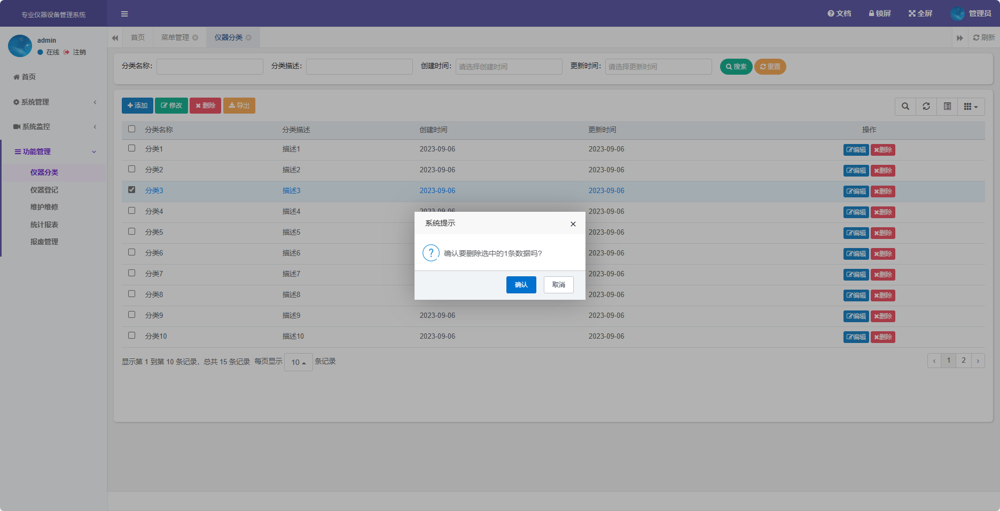 专业仪器设备管理系统
文档 锁屏 全屏 管理员
admin
在线 注销
首页 菜单管理 仪器分类 刷新
首页
系统管理
系统监控
功能管理
仪器分类
仪器登记
维护维修
统计报表
报废管理
分类名称： 分类描述： 创建时间： 请选择创建时间 更新时间： 请选择更新时间 搜索 重置
添加 修改 删除 导出
分类名称 分类描述 创建时间 更新时间 操作
分类1 描述1 2023-09-06 2023-09-06 编辑 删除
分类2 描述2 2023-09-06 2023-09-06 编辑 删除
分类3 描述3 2023-09-06 2023-09-06 编辑 删除
分类4 描述4 2023-09-06 2023-09-06 编辑 删除
分类5 描述5 2023-09-06 编辑 删除
分类6 描述6 2023-09-06 编辑 删除
分类7 描述7 2023-09-06 编辑 删除
分类8 描述8 2023-09-06 编辑 删除
分类9 描述9 2023-09-06 2023-09-06 编辑 删除
分类10 描述10 2023-09-06 2023-09-06 编辑 删除
显示第 1 到第 10 条记录，总共 15 条记录 每页显示 10 条记录
‹ 1 2 ›
系统提示
确认要删除选中的1条数据吗?
确认 取消